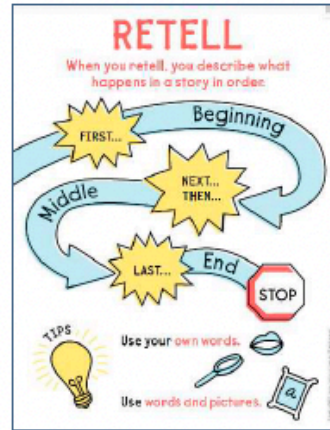 RETELL
When you retell, you describe what
happens in a story in order.
Beginning
FIRST...
NEXT...
THEN...
Middle
LAST...
End
STOP
TIPS
Use your own words.
a
Use words and pictures.